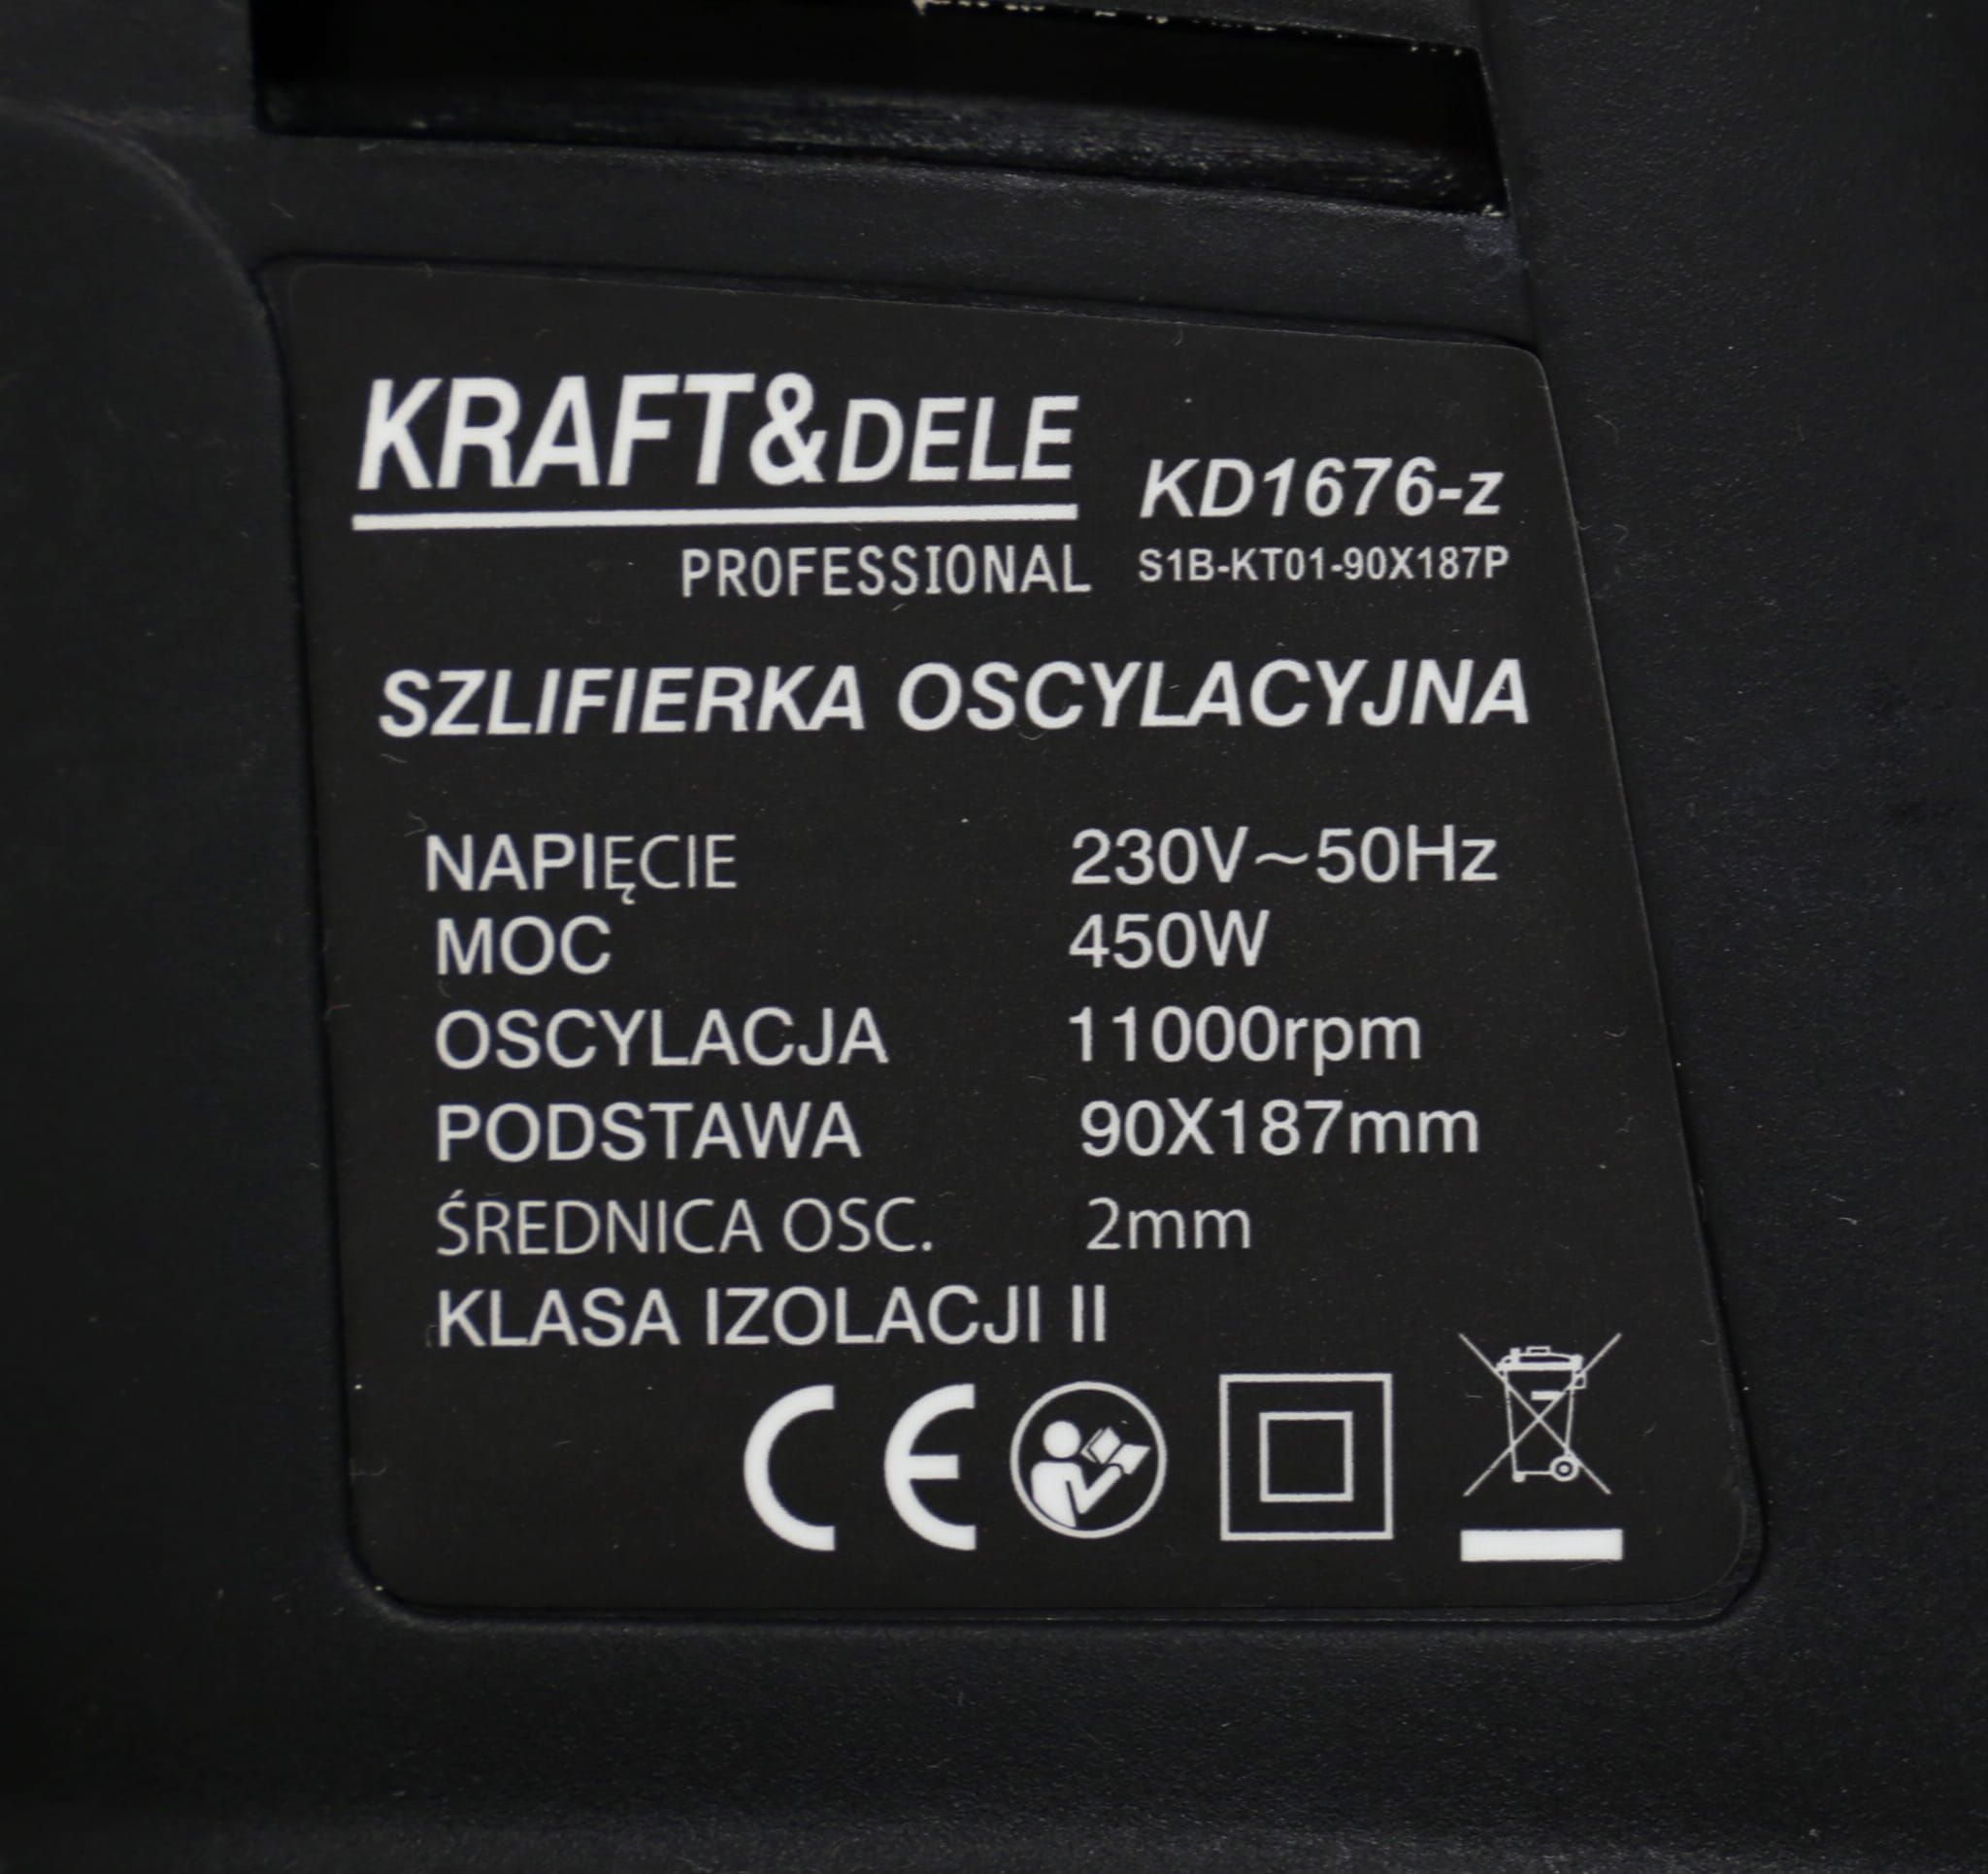 KRAFT&DELE
PROFESSIONAL
KD1676-z
S1B-KT01-90X187P
SZLIFIERKA OSCYLACYJNA
NAPIĘCIE 230V~50Hz
MOC 450W
OSCYLACJA 11000rpm
PODSTAWA 90X187mm
ŚREDNICA OSC. 2mm
KLASA IZOLACJI II
CE